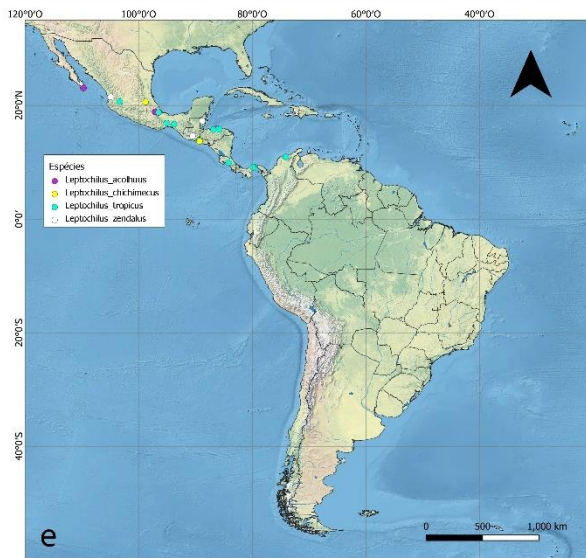 120°0'W 100°0'W 80°0'W 60°0'W 40°0'W
20°0'N
Espécies
Leptochilus_acolhuus
Leptochilus_chichimecus
Leptochilus_tropicus
Leptochilus_zendalus
0°0'
20°0'S
40°0'S
e
0 500 1.000 km